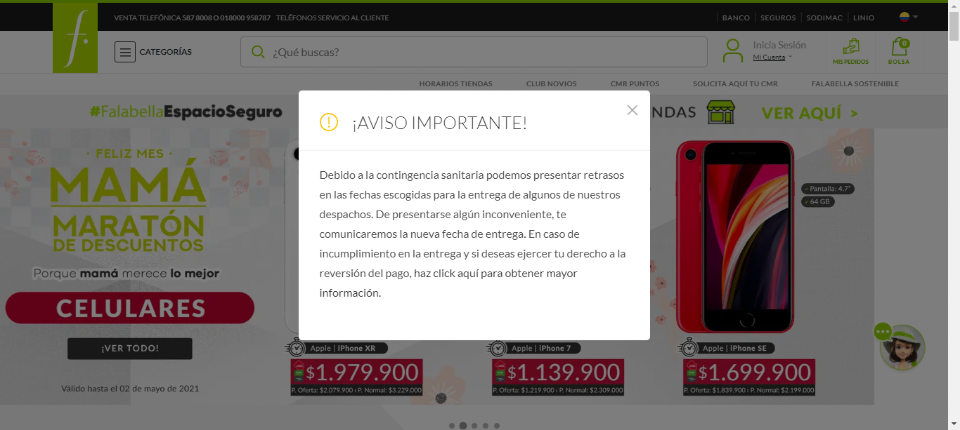 VENTA TELEFÓNICA 587 8008 O 018000 958787 TELÉFONOS SERVICIO AL CLIENTE
BANCO SEGUROS SODIMAC LINIO
f.
CATEGORÍAS
¿Qué buscas?
Inicia Sesión
Mi Cuenta
MIS PEDIDOS
0
BOLSA
HORARIOS TIENDAS CLUB NOVIOS CMR PUNTOS SOLICITA AQUÍ TU CMR FALABELLA SOSTENIBLE
#FalabellaEspacioSeguro
NDAS
VER AQUÍ >
¡AVISO IMPORTANTE!
Debido a la contingencia sanitaria podemos presentar retrasos
en las fechas escogidas para la entrega de algunos de nuestros
despachos. De presentarse algún inconveniente, te
comunicaremos la nueva fecha de entrega. En caso de
incumplimiento en la entrega y si deseas ejercer tu derecho a la
reversión del pago, haz click aquí para obtener mayor
información.
FELIZ MES
MAMÁ
MARATÓN
DE DESCUENTOS
Porque mamá merece lo mejor
CELULARES
¡VER TODO!
Válido hasta el 02 de mayo de 2021
Pantalla: 4.7"
64 GB
Apple | iPhone XR
$1.979.900
P. Oferta: $2.079.900 P. Normal: $3.229.000
Apple | iPhone 7
$1.139.900
P. Oferta: $1.219.900 P. Normal: $2.309.000
Apple | iPhone SE
$1.699.900
P. Oferta: $1.839.900 P. Normal: $2.199.000